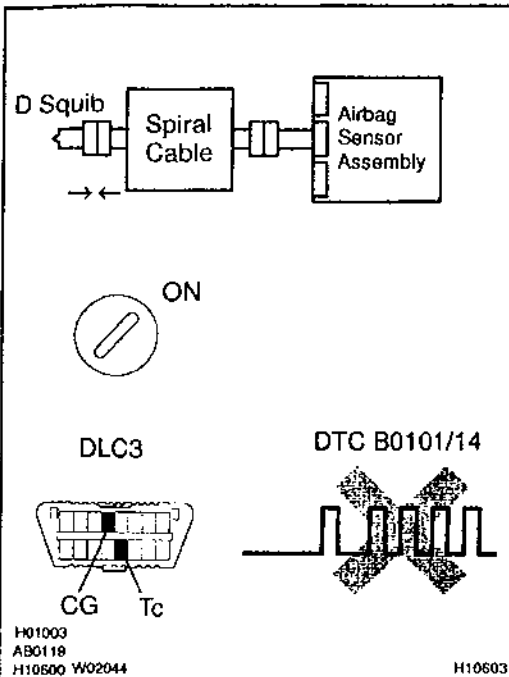 D Squib
Spiral
Cable
Airbag
Sensor
Assembly
ON
DLC3
DTC B0101/14
CG
Tc
H01003
AB0119
H10600 W02044
H10603